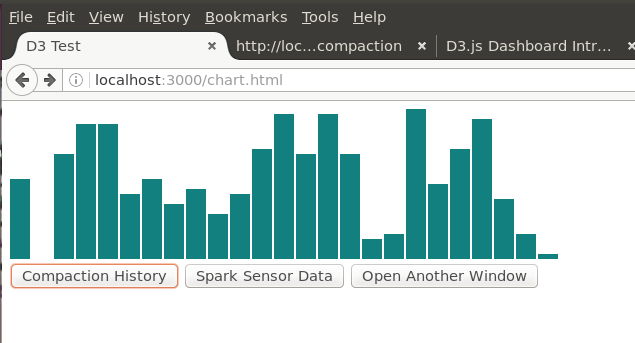 File Edit View History Bookmarks Tools Help
D3 Test × http://loc...compaction × D3.js Dashboard Intr... ×
localhost:3000/chart.html
Compaction History Spark Sensor Data Open Another Window